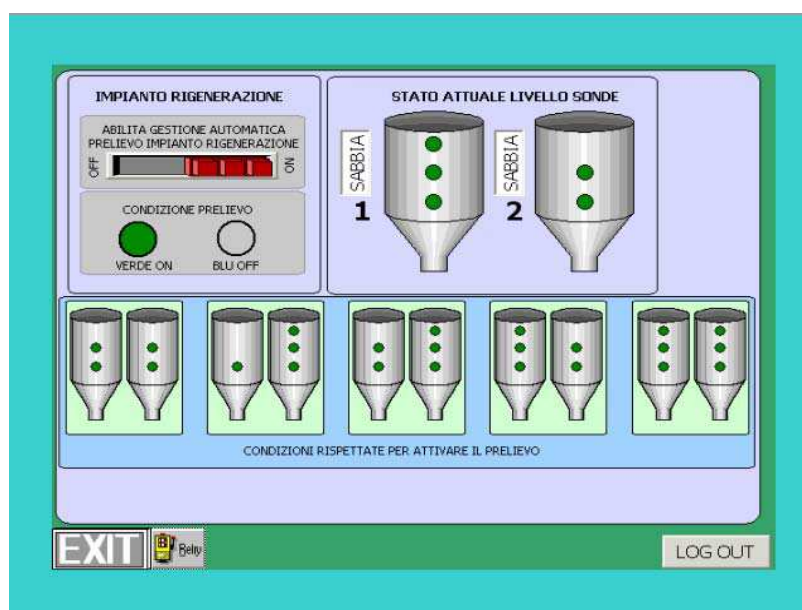 IMPIANTO RIGENERAZIONE
ABILITA GESTIONE AUTOMATICA
PRELIEVO IMPIANTO RIGENERAZIONE
OFF
ON
CONDIZIONE PRELIEVO
VERDE ON
BLU OFF
STATO ATTUALE LIVELLO SONDE
SABBIA
1
SABBIA
2
CONDIZIONI RISPETTATE PER ATTIVARE IL PRELIEVO
EXIT
LOG OUT